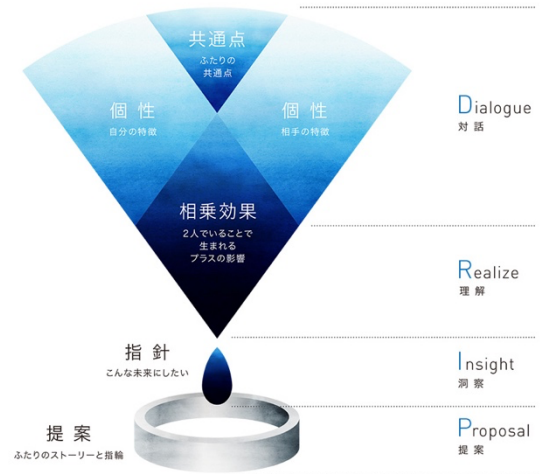 共通点
ふたりの
共通点
個性
自分の特徴
個性
相手の特徴
Dialogue
対話
相乗効果
2人でいることで
生まれる
プラスの影響
Realize
理解
指針
こんな未来にしたい
Insight
洞察
提案
ふたりのストーリーと指輪
Proposal
提案